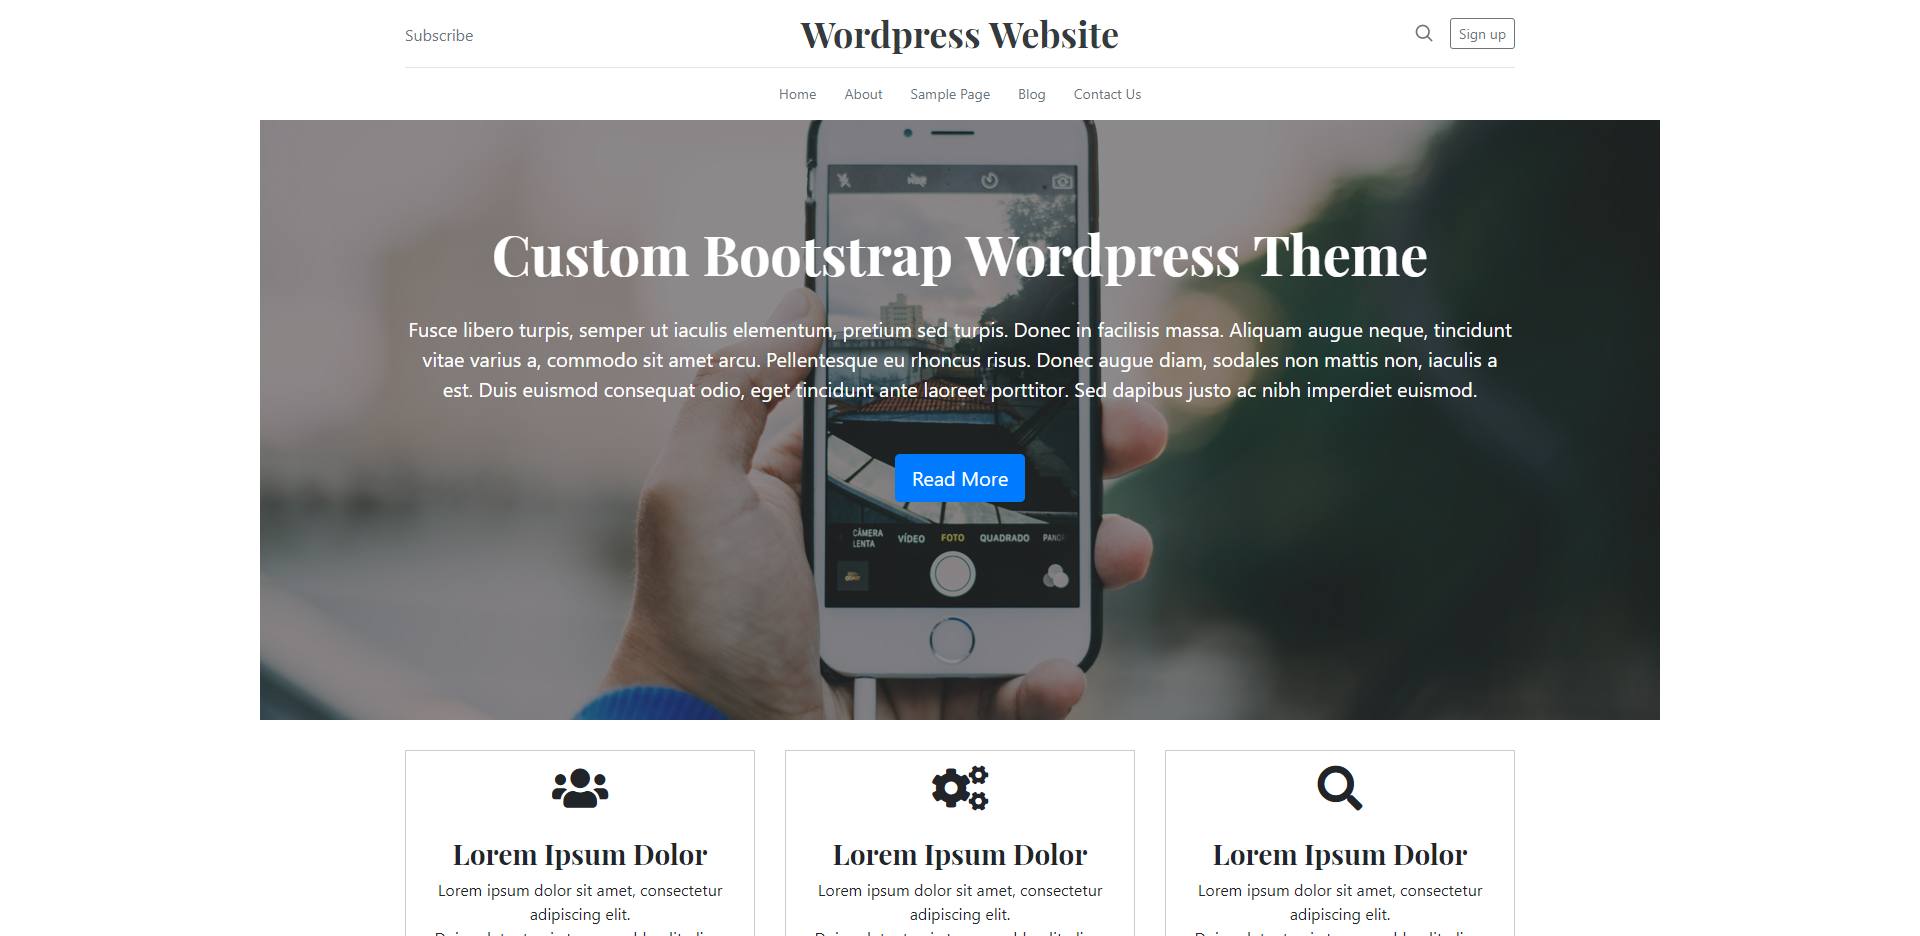 Subscribe
Wordpress Website
Sign up
Home About Sample Page Blog Contact Us
Custom Bootstrap Wordpress Theme
Fusce libero turpis, semper ut iaculis elementum, pretium sed turpis. Donec in facilisis massa. Aliquam augue neque, tincidunt
vitae varius a, commodo sit amet arcu. Pellentesque eu rhoncus risus. Donec augue diam, sodales non mattis non, iaculis a
est. Duis euismod consequat odio, eget tincidunt ante laoreet porttitor. Sed dapibus justo ac nibh imperdiet euismod.
Read More
CÂMERA
LENTA
VÍDEO FOTO QUADRADO PANOR
Lorem Ipsum Dolor
Lorem ipsum dolor sit amet, consectetur
adipiscing elit.
Lorem Ipsum Dolor
Lorem ipsum dolor sit amet, consectetur
adipiscing elit.
Lorem Ipsum Dolor
Lorem ipsum dolor sit amet, consectetur
adipiscing elit.